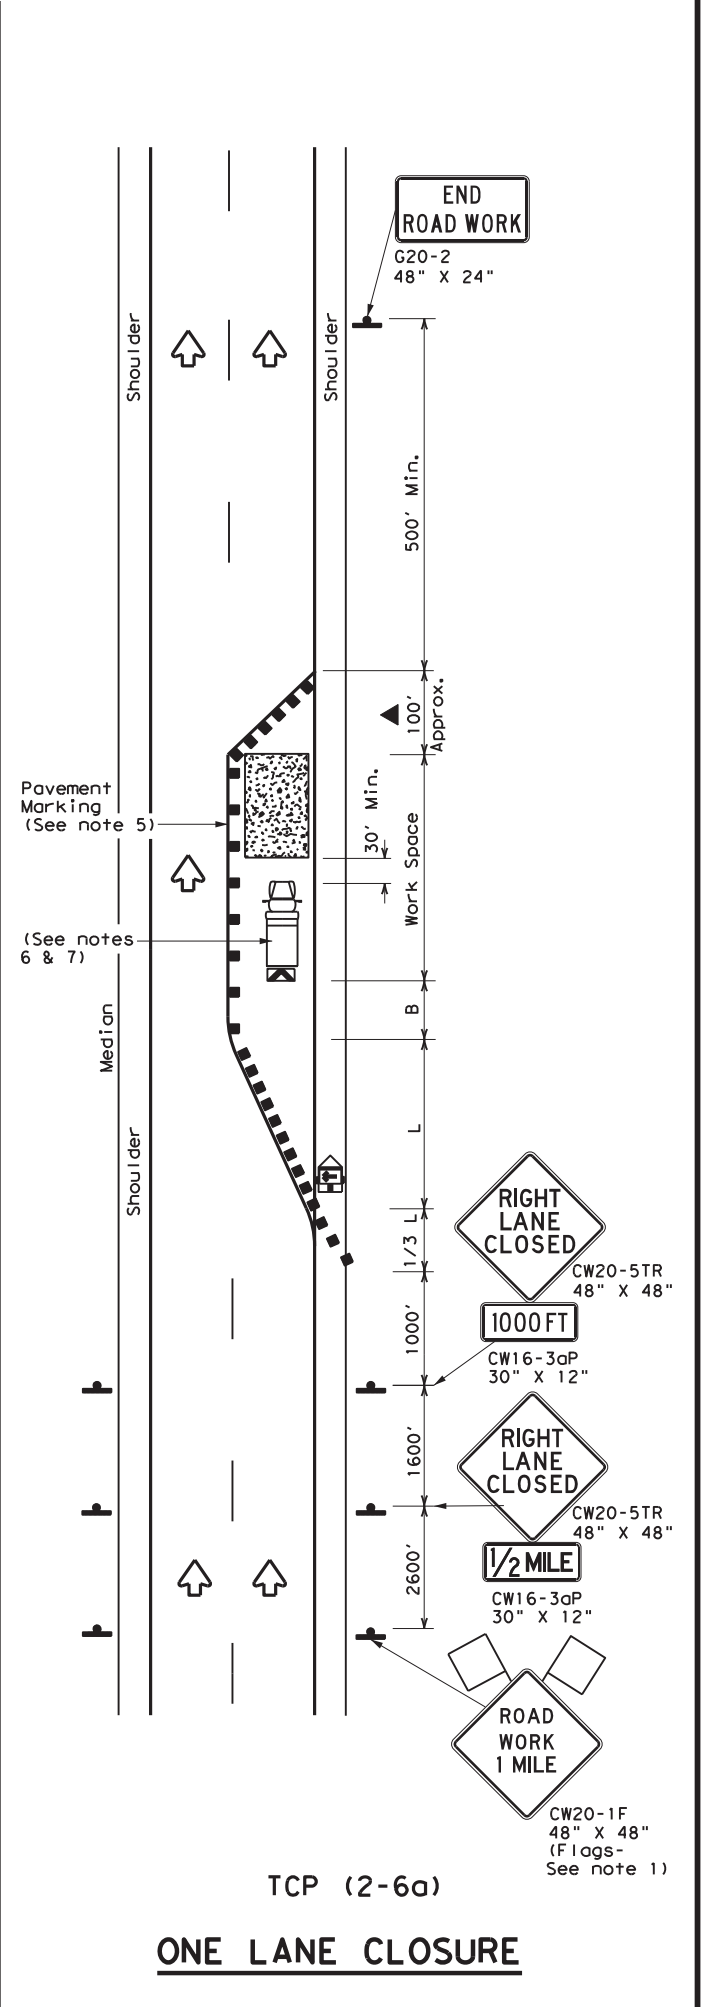 END
ROAD WORK
G20-2
48" X 24"
Shoulder
Shoulder
500' Min.
100'
Approx.
30' Min.
Work Space
Pavement
Marking
(See note 5)
(See notes
6 & 7)
B
Median
Shoulder
L
1/3 L
RIGHT
LANE
CLOSED
CW20-5TR
48" X 48"
1000'
1000 FT
CW16-3aP
30" X 12"
1600'
RIGHT
LANE
CLOSED
CW20-5TR
48" X 48"
2600'
1/2 MILE
CW16-3aP
30" X 12"
ROAD
WORK
1 MILE
CW20-1F
48" X 48"
(Flags-
See note 1)
TCP (2-6a)
ONE LANE CLOSURE